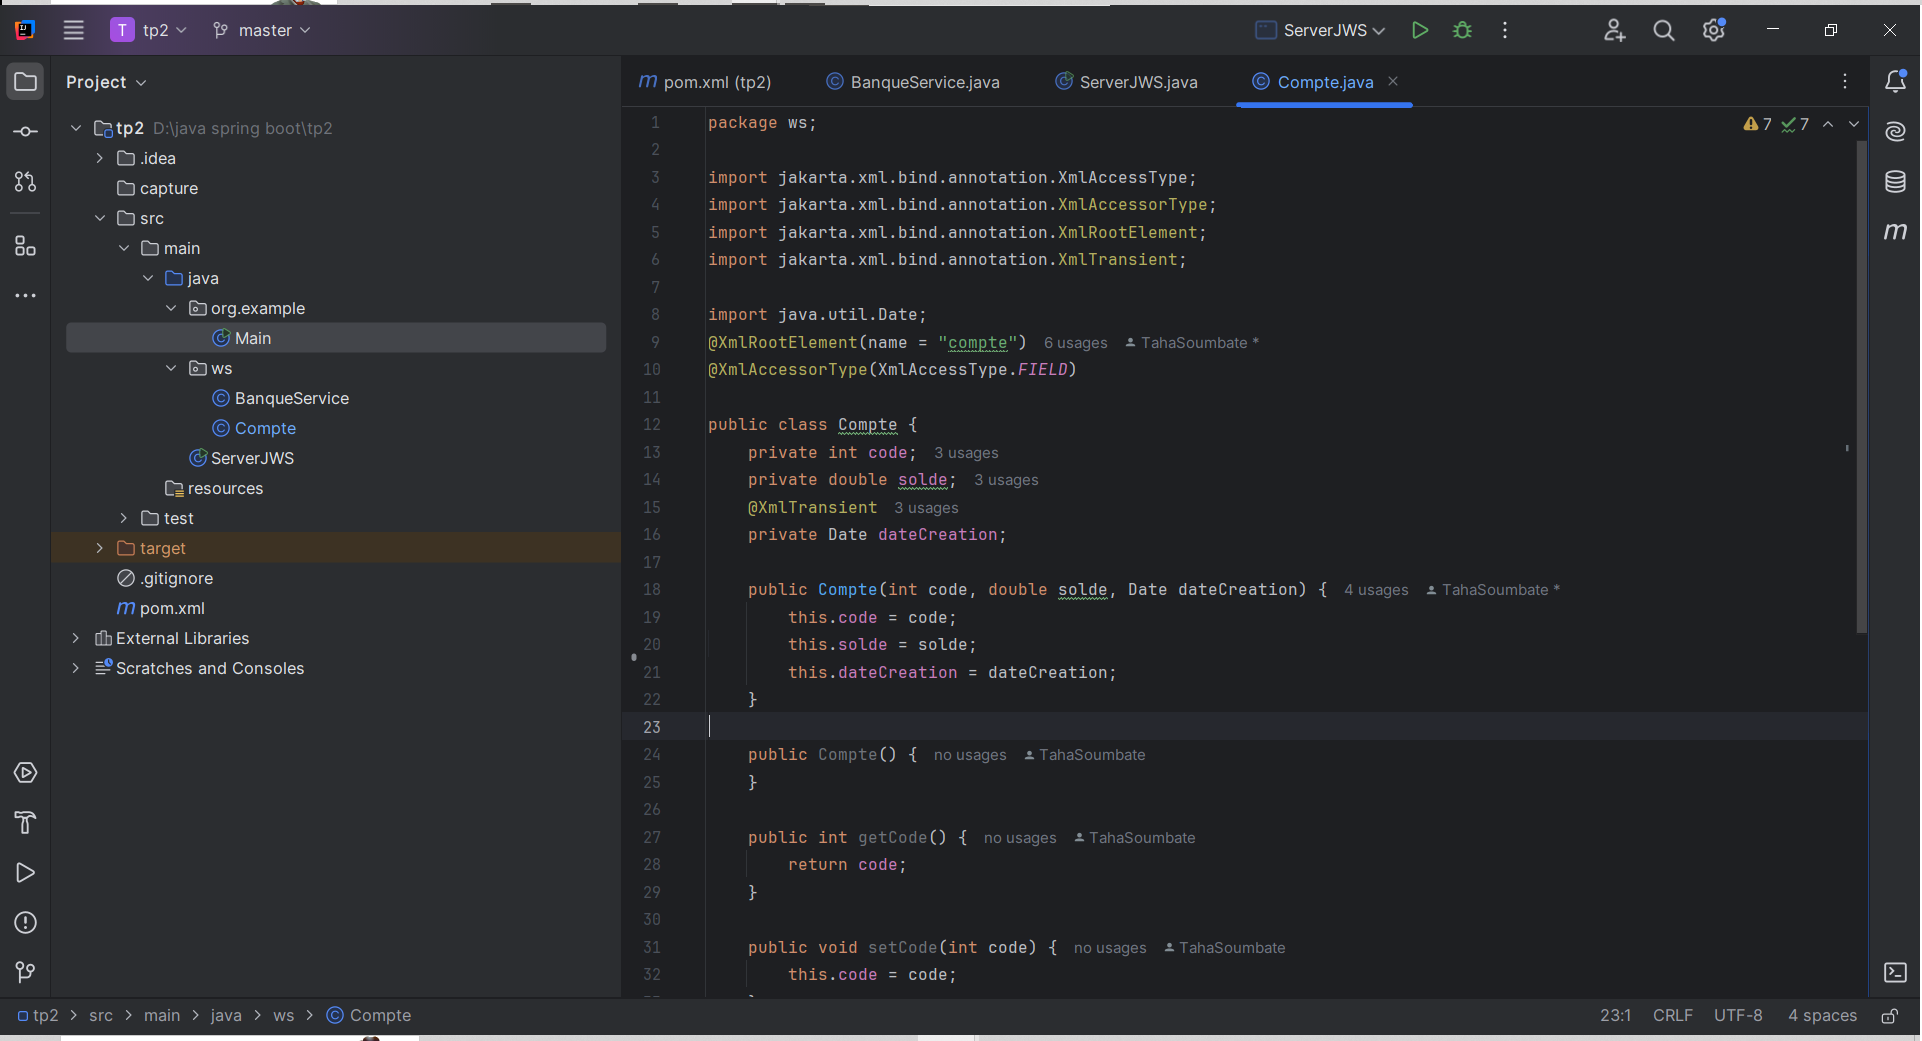 T tp2 master ServerJWS
Project
tp2 D:\java spring boot\tp2
.idea
capture
src
main
java
org.example
Main
ws
BanqueService
Compte
ServerJWS
resources
test
target
.gitignore
m pom.xml
External Libraries
Scratches and Consoles
m pom.xml (tp2) BanqueService.java ServerJWS.java Compte.java
7 7
1 package ws;
2
3 import jakarta.xml.bind.annotation.XmlAccessType;
4 import jakarta.xml.bind.annotation.XmlAccessorType;
5 import jakarta.xml.bind.annotation.XmlRootElement;
6 import jakarta.xml.bind.annotation.XmlTransient;
7
8 import java.util.Date;
9 @XmlRootElement(name = "compte") 6 usages TahaSoumbate *
10 @XmlAccessorType(XmlAccessType.FIELD)
11
12 public class Compte {
13 private int code; 3 usages
14 private double solde; 3 usages
15 @XmlTransient 3 usages
16 private Date dateCreation;
17
18 public Compte(int code, double solde, Date dateCreation) { 4 usages TahaSoumbate *
19 this.code = code;
20 this.solde = solde;
21 this.dateCreation = dateCreation;
22 }
23
24 public Compte() { no usages TahaSoumbate
25 }
26
27 public int getCode() { no usages TahaSoumbate
28 return code;
29 }
30
31 public void setCode(int code) { no usages TahaSoumbate
32 this.code = code;
m
tp2 > src > main > java > ws > Compte
23:1 CRLF UTF-8 4 spaces